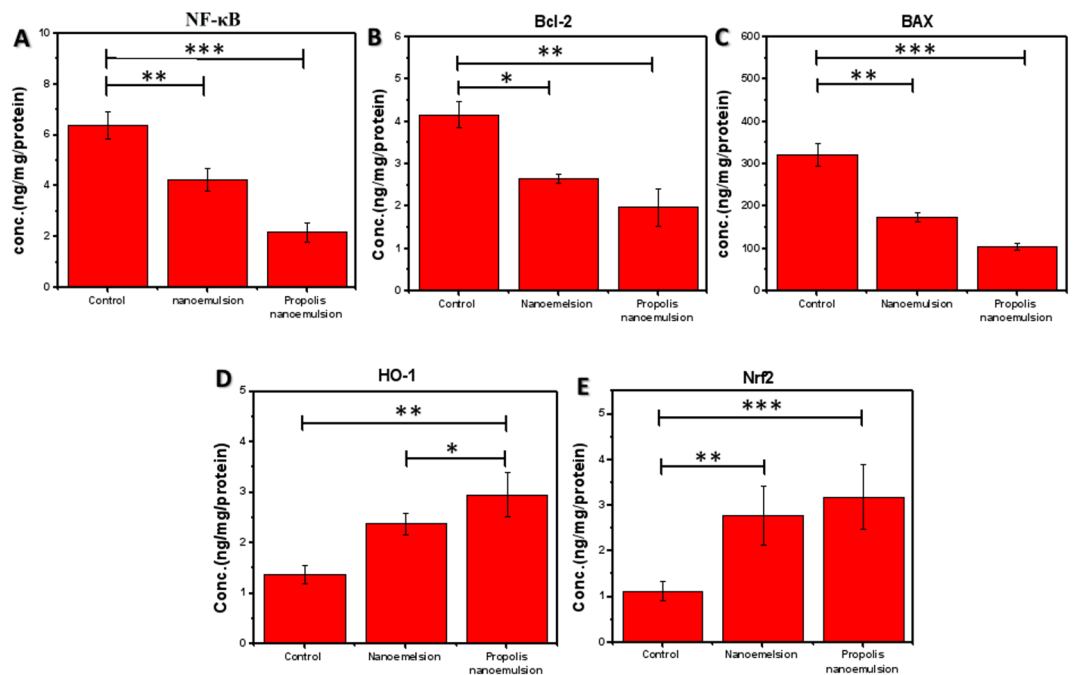 A
NF-κB
conc.(ng/mg/protein)
10
8
6
4
2
0
***
**
Control
nanoemulsion
Propolis
nanoemulsion
B
Bcl-2
Conc.(ng/mg/protein)
6
5
4
3
2
1
0
**
*
Control
Nanoemelsion
Propolis
nanoemulsion
C
BAX
conc.(ng/mg/protein)
600
500
400
300
200
100
0
***
**
Control
Nanoemulsion
Propolis
nanoemulsion
D
HO-1
Conc.(ng/mg/protein)
5
4
3
2
1
0
**
*
Control
Nanoemelsion
Propolis
nanoemulsion
E
Nrf2
Conc.(ng/mg/protein)
5
4
3
2
1
0
***
**
Control
Nanoemelsion
Propolis
nanoemulsion